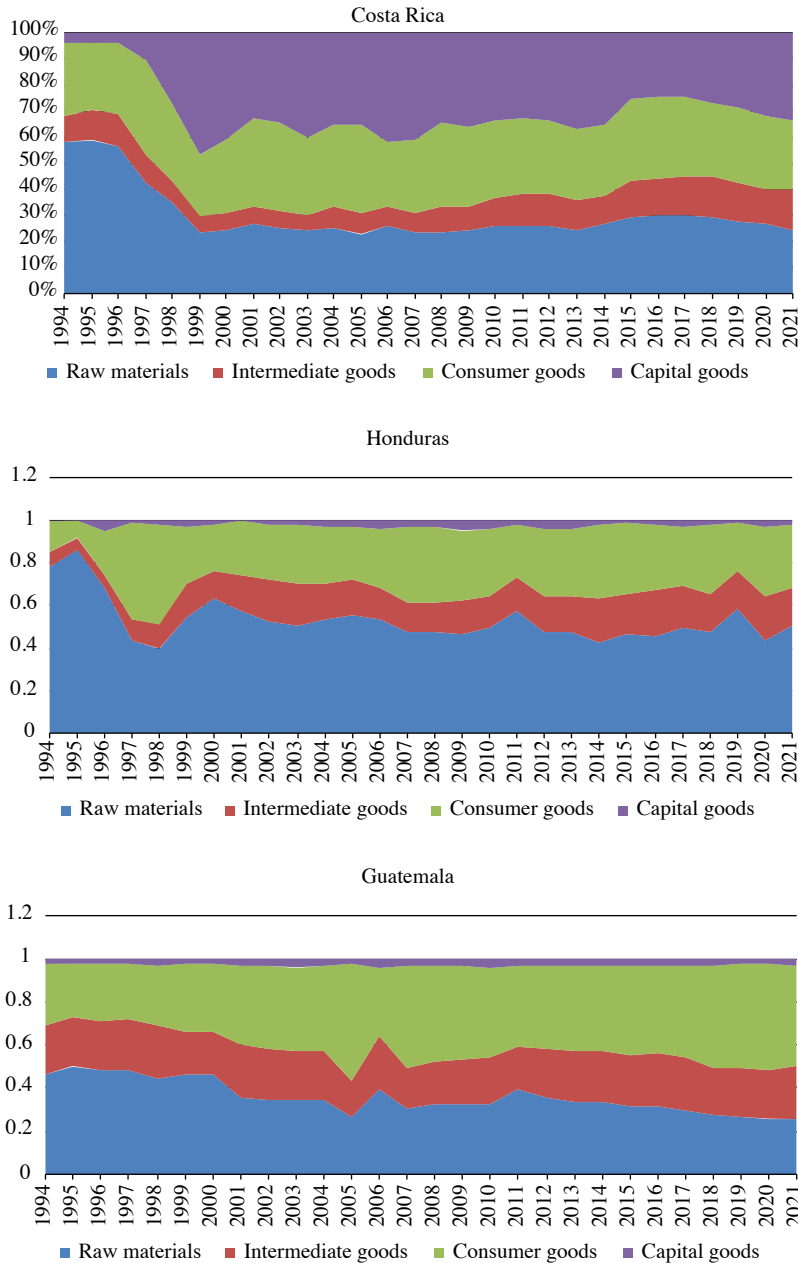 Costa Rica
100%
90%
80%
70%
60%
50%
40%
30%
20%
10%
0%
1994 1995 1996 1997 1998 1999 2000 2001 2002 2003 2004 2005 2006 2007 2008 2009 2010 2011 2012 2013 2014 2015 2016 2017 2018 2019 2020 2021
Raw materials Intermediate goods Consumer goods Capital goods
Honduras
1.2
1
0.8
0.6
0.4
0.2
0
1994 1995 1996 1997 1998 1999 2000 2001 2002 2003 2004 2005 2006 2007 2008 2009 2010 2011 2012 2013 2014 2015 2016 2017 2018 2019 2020 2021
Raw materials Intermediate goods Consumer goods Capital goods
Guatemala
1.2
1
0.8
0.6
0.4
0.2
0
1994 1995 1996 1997 1998 1999 2000 2001 2002 2003 2004 2005 2006 2007 2008 2009 2010 2011 2012 2013 2014 2015 2016 2017 2018 2019 2020 2021
Raw materials Intermediate goods Consumer goods Capital goods